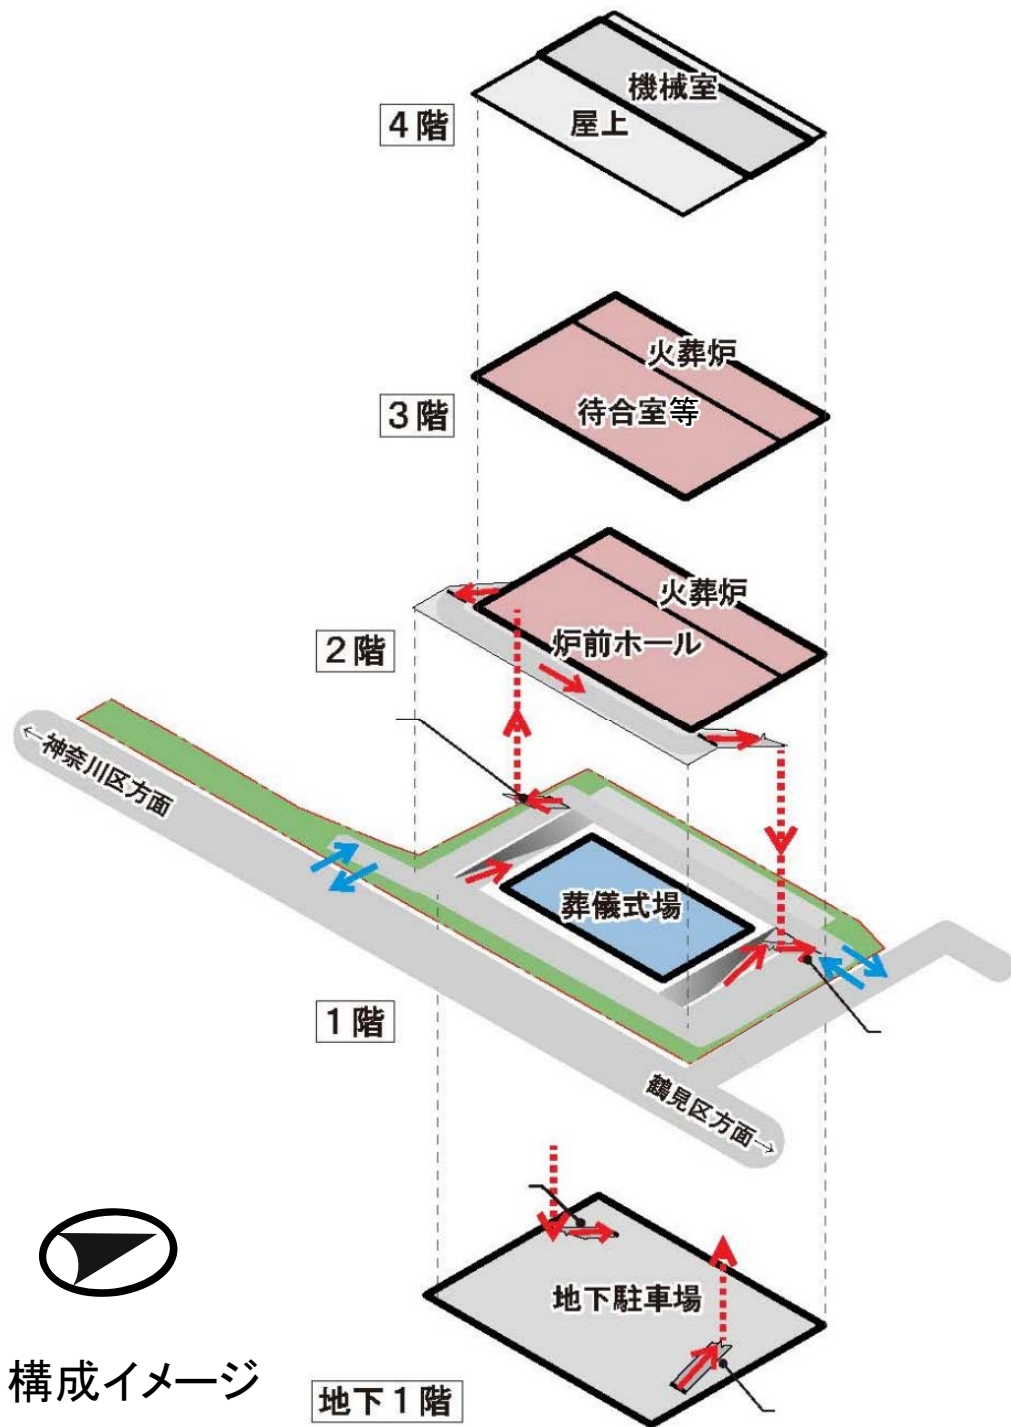 機械室
屋上
4階
火葬炉
待合室等
3階
火葬炉
炉前ホール
2階
←神奈川区方面
葬儀式場
1階
鶴見区方面→
地下駐車場
構成イメージ
地下1階